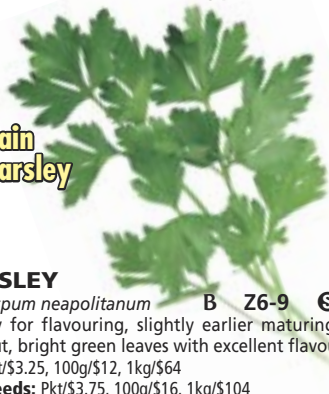 ain
arsley
SLEY
pum neapolitanum B Z6-9
for flavouring, slightly earlier maturing
t, bright green leaves with excellent flavou
t/$3.25, 100g/$12, 1kg/$64
eeds: Pkt/$3.75, 100g/$16, 1kg/$104